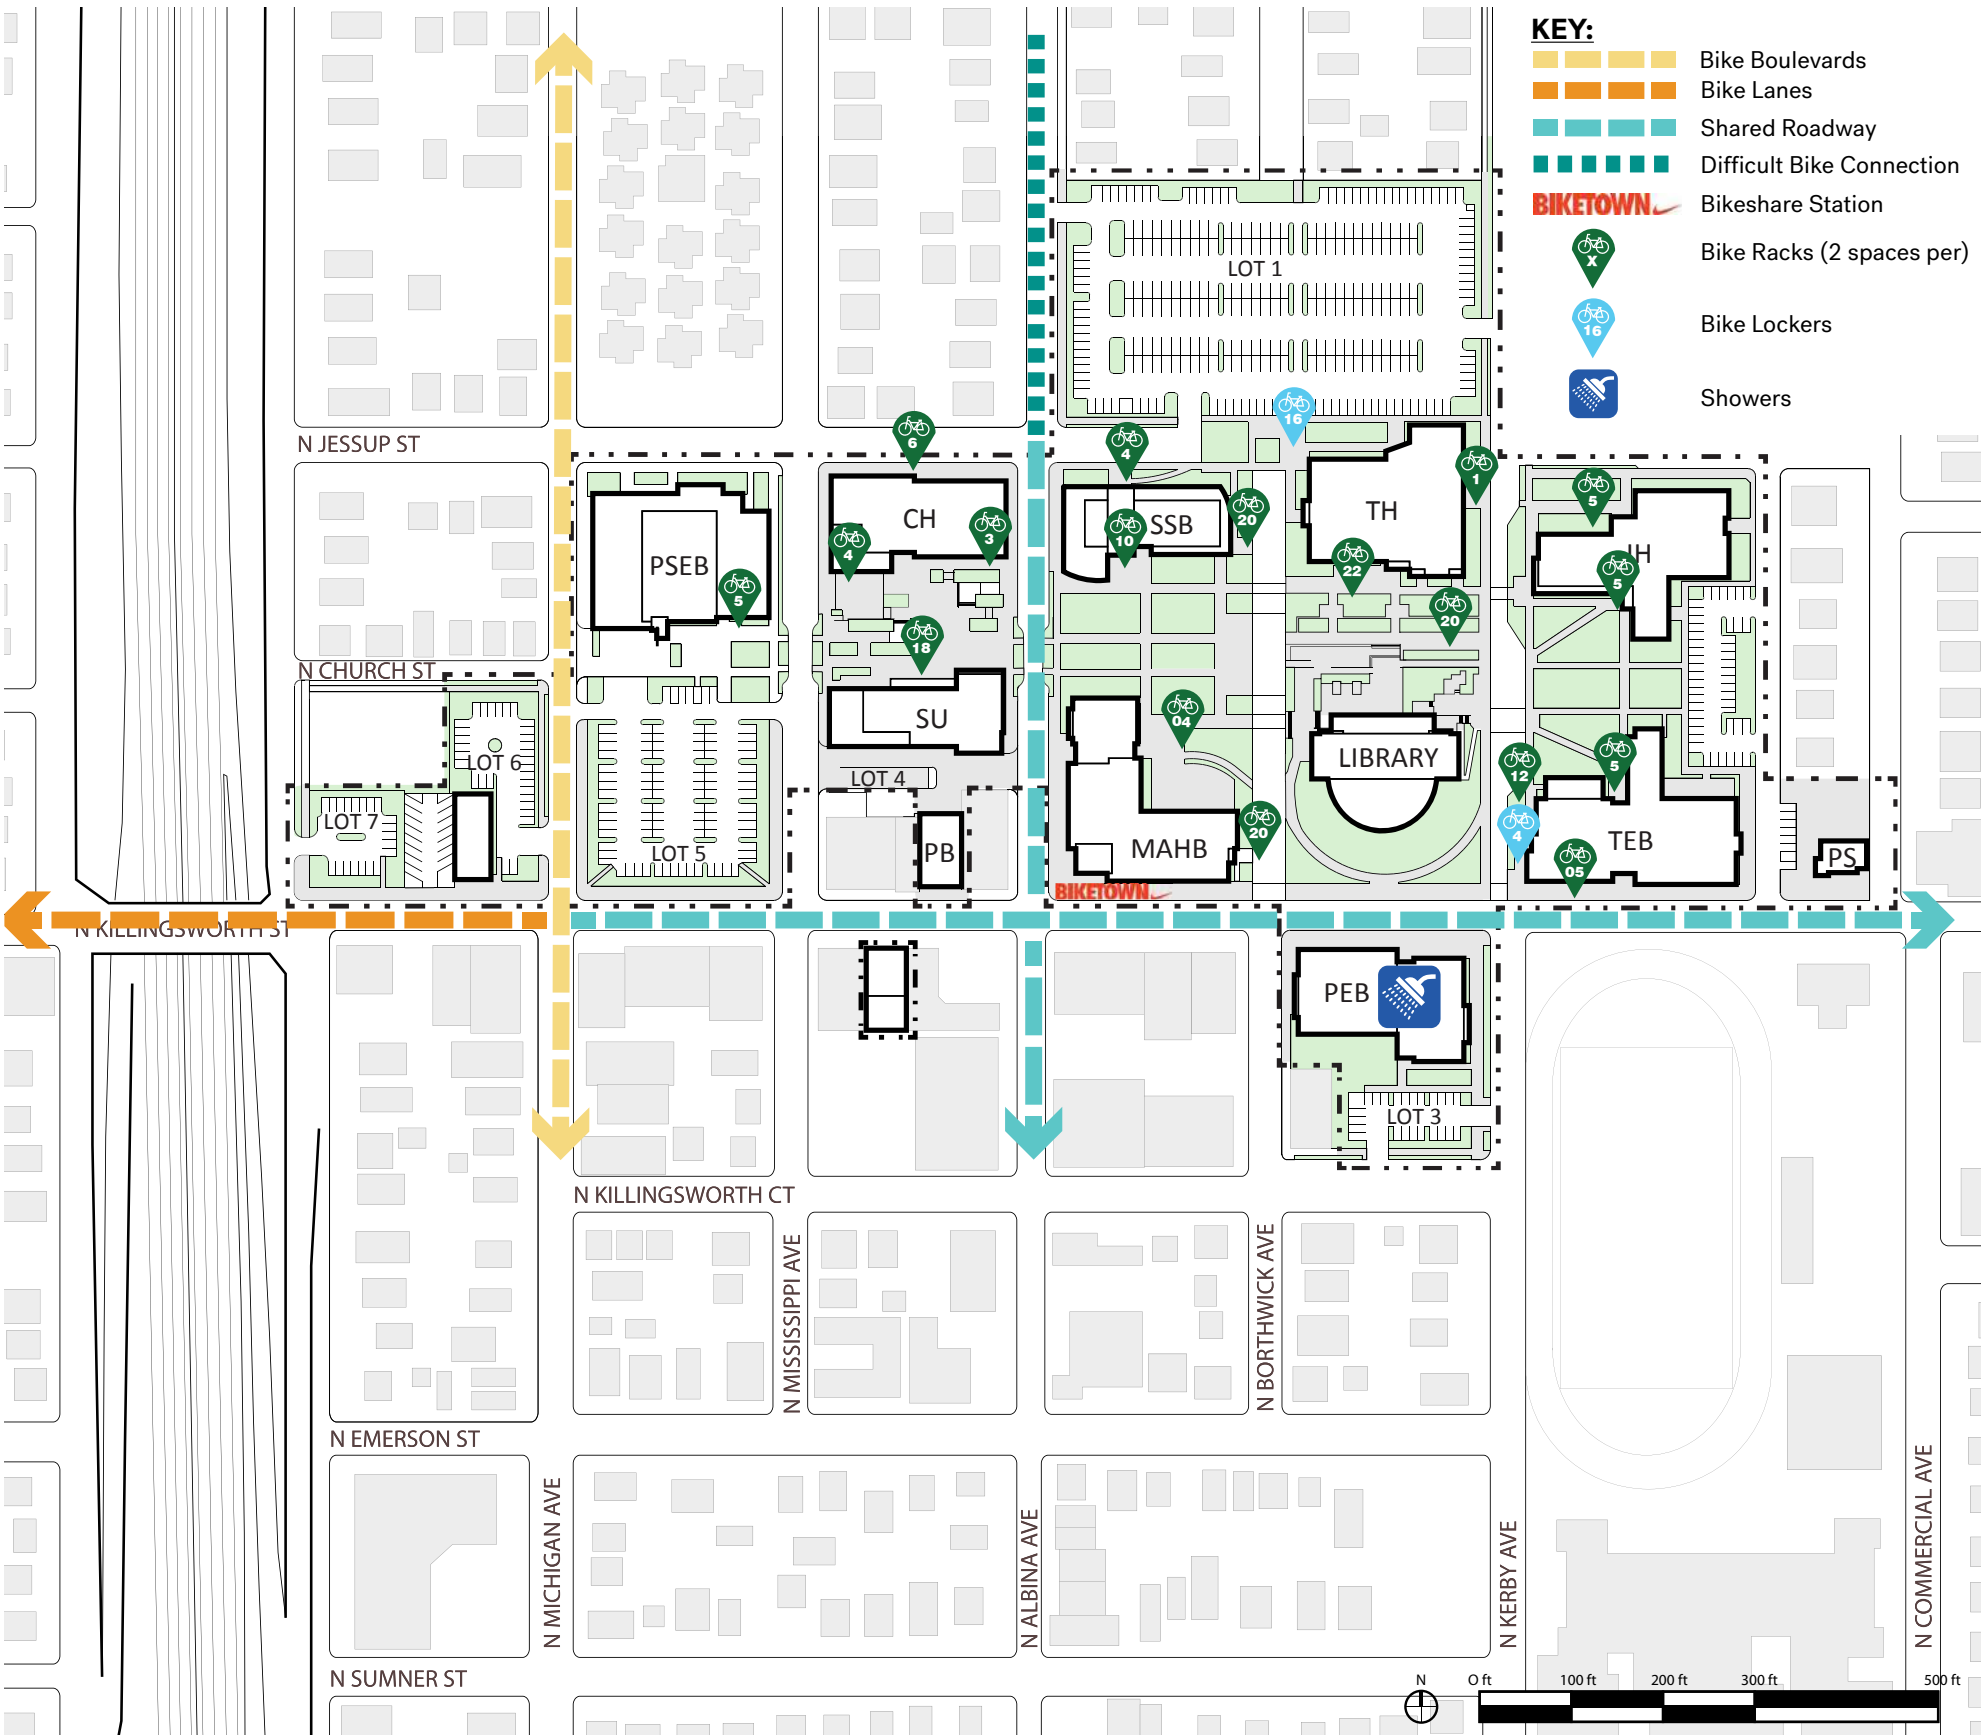 KEY:
Bike Boulevards
Bike Lanes
Shared Roadway
Difficult Bike Connection
BIKETOWN Bikeshare Station
X Bike Racks (2 spaces per)
16 Bike Lockers
Showers
LOT 1
N JESSUP ST
6
4
16
1
5
CH
3
4
SSB
10
20
TH
22
20
JH
5
PSEB
5
18
N CHURCH ST
SU
04
LIBRARY
12
5
LOT 6
LOT 4
LOT 7
LOT 5
PB
MAHB
20
4
TEB
05
PS
BIKETOWN
N KILLINGSWORTH ST
PEB
LOT 3
N KILLINGSWORTH CT
N MISSISSIPPI AVE
N BORTHWICK AVE
N EMERSON ST
N MICHIGAN AVE
N ALBINA AVE
N KERBY AVE
N COMMERCIAL AVE
N SUMNER ST
N
O ft 100 ft 200 ft 300 ft 500 ft